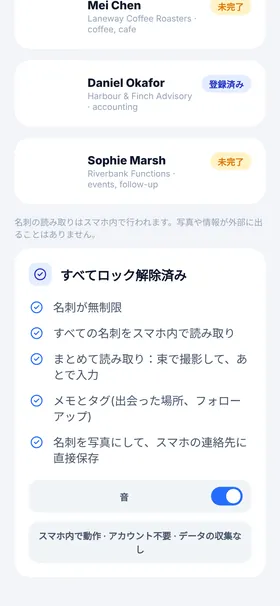 Mei Chen
未完了
Laneway Coffee Roasters ·
coffee, cafe
Daniel Okafor
登録済み
Harbour & Finch Advisory
· accounting
Sophie Marsh
未完了
Riverbank Functions ·
events, follow-up
名刺の読み取りはスマホ内で行われます。写真や情報が外部に出
ることはありません。
すべてロック解除済み
名刺が無制限
すべての名刺をスマホ内で読み取り
まとめて読み取り：束で撮影して、あ
とで入力
メモとタグ(出会った場所、フォロー
アップ)
名刺を写真にして、スマホの連絡先に
直接保存
音
スマホ内で動作 · アカウント不要 · データの収集な
し